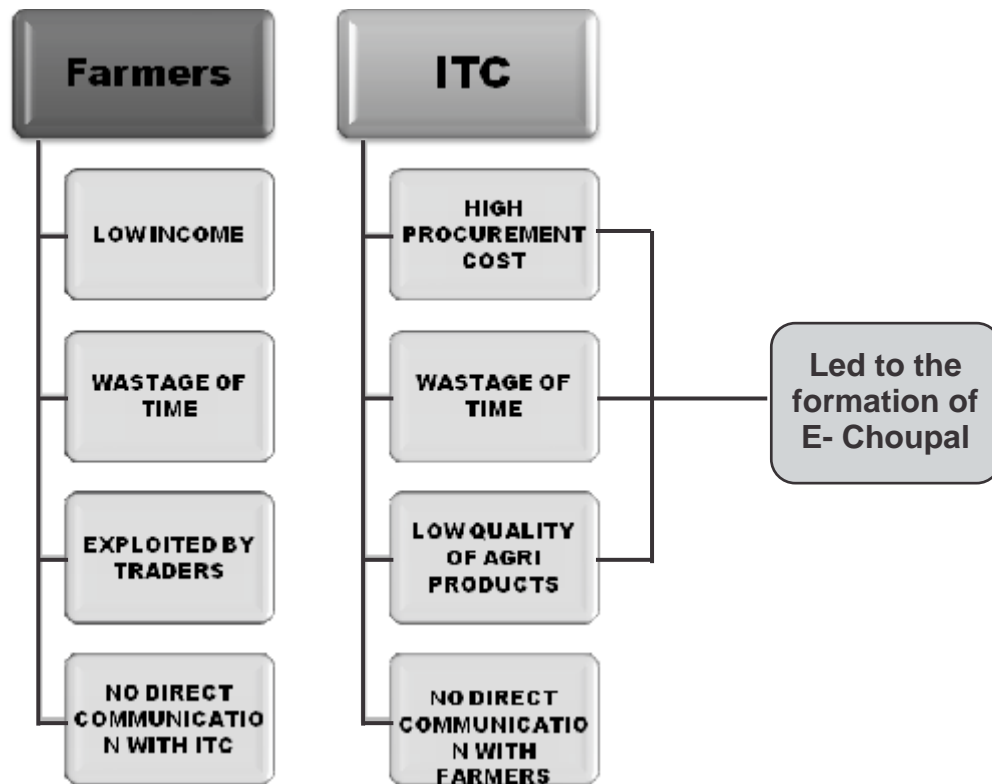 Farmers
LOW INCOME
WASTAGE OF
TIME
EXPLOITED BY
TRADERS
NO DIRECT
COMMUNICATIO
N WITH ITC
ITC
HIGH
PROCUREMENT
COST
WASTAGE OF
TIME
LOW QUALITY
OF AGRI
PRODUCTS
NO DIRECT
COMMUNICATIO
N WITH
FARMERS
Led to the
formation of
E- Choupal